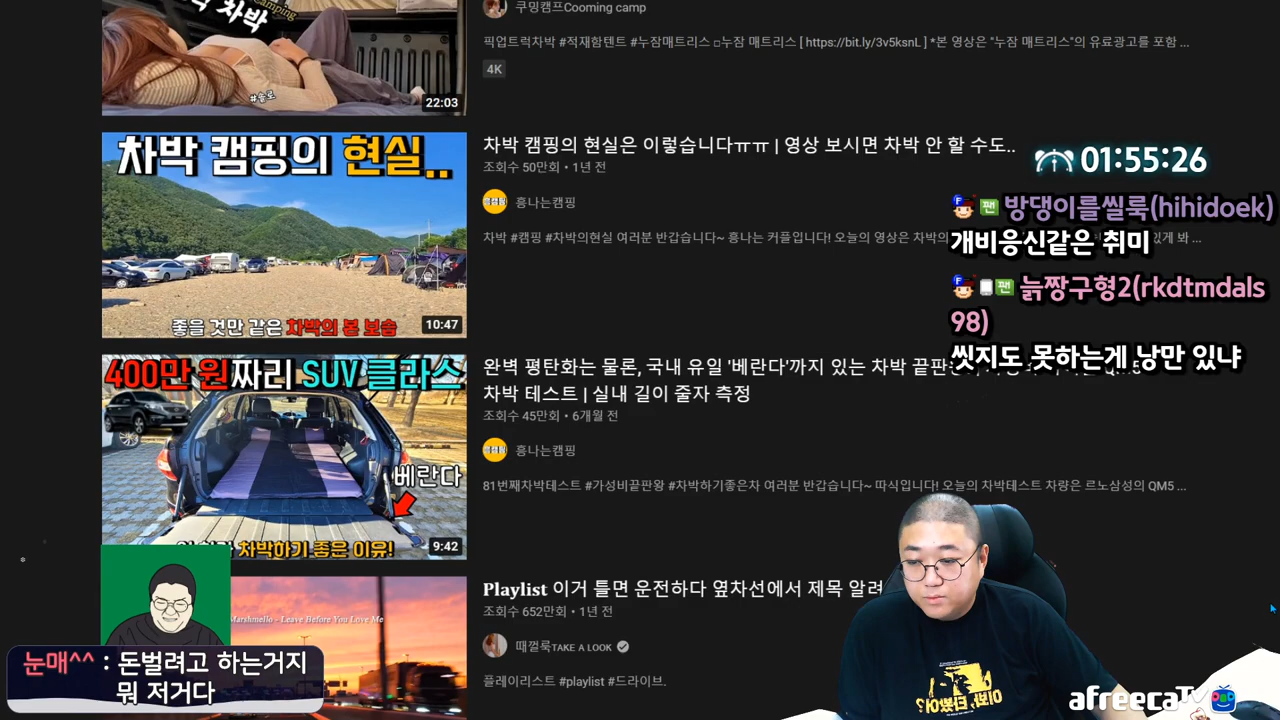 차박
Camping
#솔로
22:03
쿠밍캠프Cooming camp
픽업트럭차박 #적재함텐트 #누잠매트리스 □누잠 매트리스 [ https://bit.ly/3v5ksnL ] *본 영상은 "누잠 매트리스"의 유료광고를 포함 ...
4K
차박 캠핑의 현실..
좋을 것만 같은 차박의 본 모습
10:47
차박 캠핑의 현실은 이렇습니다ㅠㅠ | 영상 보시면 차박 안 할 수도..
조회수 50만회 • 1년 전
흥나는캠핑
차박 #캠핑 #차박의현실 여러분 반갑습니다~ 흥나는 커플입니다! 오늘의 영상은 차박의
있게 봐 ...
01:55:26
팬 방댕이를씰룩(hihidoek)
개비응신같은 취미
팬 늙짱구형2(rkdtmdals
98)
씻지도 못하는게 낭만 있냐
400만 원짜리 SUV 클라스
베란다
차박하기 좋은 이유!
9:42
완벽 평탄화는 물론, 국내 유일 '베란다'까지 있는 차박 끝판
차박 테스트 | 실내 길이 줄자 측정
조회수 45만회 • 6개월 전
흥나는캠핑
81번째차박테스트 #가성비끝판왕 #차박하기좋은차 여러분 반갑습니다~ 따식입니다! 오늘의 차박테스트 차량은 르노삼성의 QM5 ...
Marshmello - Leave Before You Love Me
Playlist 이거 틀면 운전하다 옆차선에서 제목 알려
조회수 652만회 • 1년 전
때껄룩TAKE A LOOK
플레이리스트 #playlist #드라이브.
눈매^^ : 돈벌려고 하는거지
뭐 저거다
afreecaTV